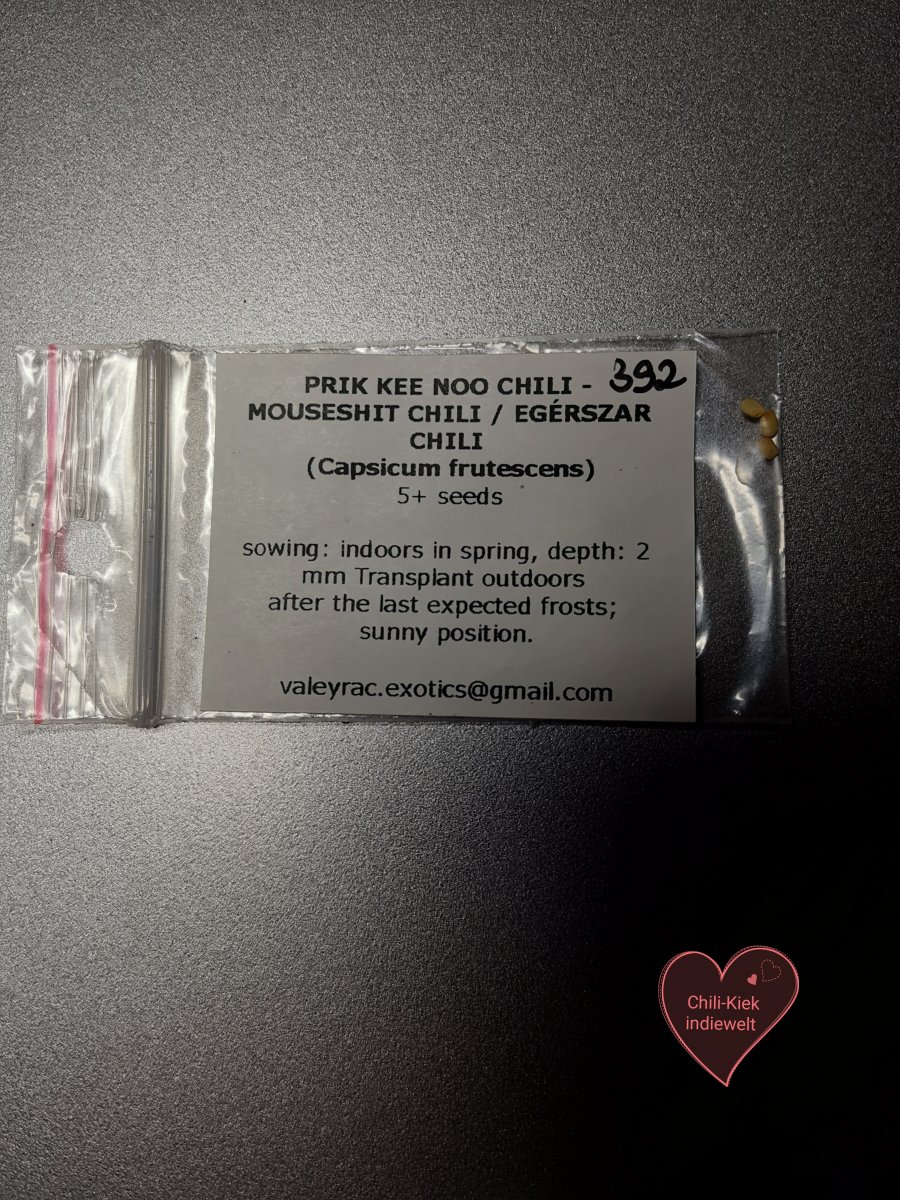 PRIK KEE NOO CHILI - 392
MOUSESHIT CHILI / EGÉRSZAR
CHILI
(Capsicum frutescens)
5+ seeds
sowing: indoors in spring, depth: 2
mm Transplant outdoors
after the last expected frosts;
sunny position.
valeyrac.exotics@gmail.com
Chili-Kiek
indiewelt